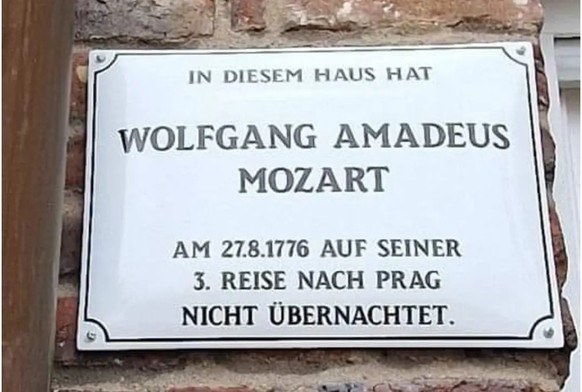 IN DIESEM HAUS HAT
WOLFGANG AMADEUS
MOZART
AM 27.8.1776 AUF SEINER
3. REISE NACH PRAG
NICHT ÜBERNACHTET.